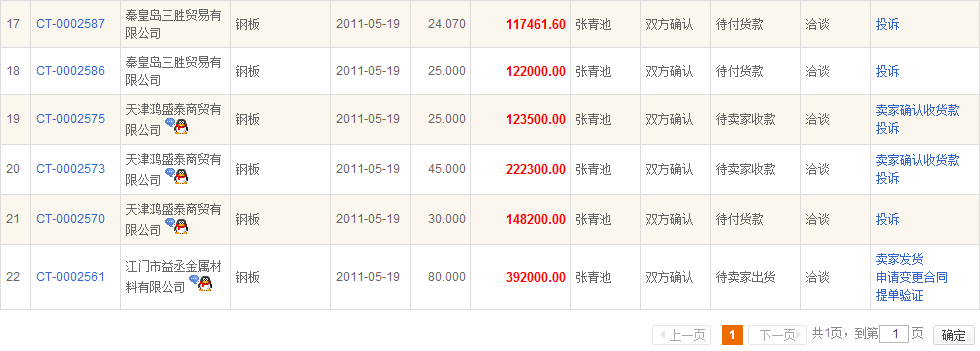 17 CT-0002587 秦皇岛三胜贸易有限公司 钢板 2011-05-19 24.070 117461.60 张青池 双方确认 待付货款 洽谈 投诉
18 CT-0002586 秦皇岛三胜贸易有限公司 钢板 2011-05-19 25.000 122000.00 张青池 双方确认 待付货款 洽谈 投诉
19 CT-0002575 天津鸿盛泰商贸有限公司 钢板 2011-05-19 25.000 123500.00 张青池 双方确认 待卖家收款 洽谈 卖家确认收货款 投诉
20 CT-0002573 天津鸿盛泰商贸有限公司 钢板 2011-05-19 45.000 222300.00 张青池 双方确认 待卖家收款 洽谈 卖家确认收货款 投诉
21 CT-0002570 天津鸿盛泰商贸有限公司 钢板 2011-05-19 30.000 148200.00 张青池 双方确认 待付货款 洽谈 投诉
22 CT-0002561 江门市益丞金属材料有限公司 钢板 2011-05-19 80.000 392000.00 张青池 双方确认 待卖家出货 洽谈 卖家发货 申请变更合同 提单验证
上一页 1 下一页 共1页，到第 1 页 确定